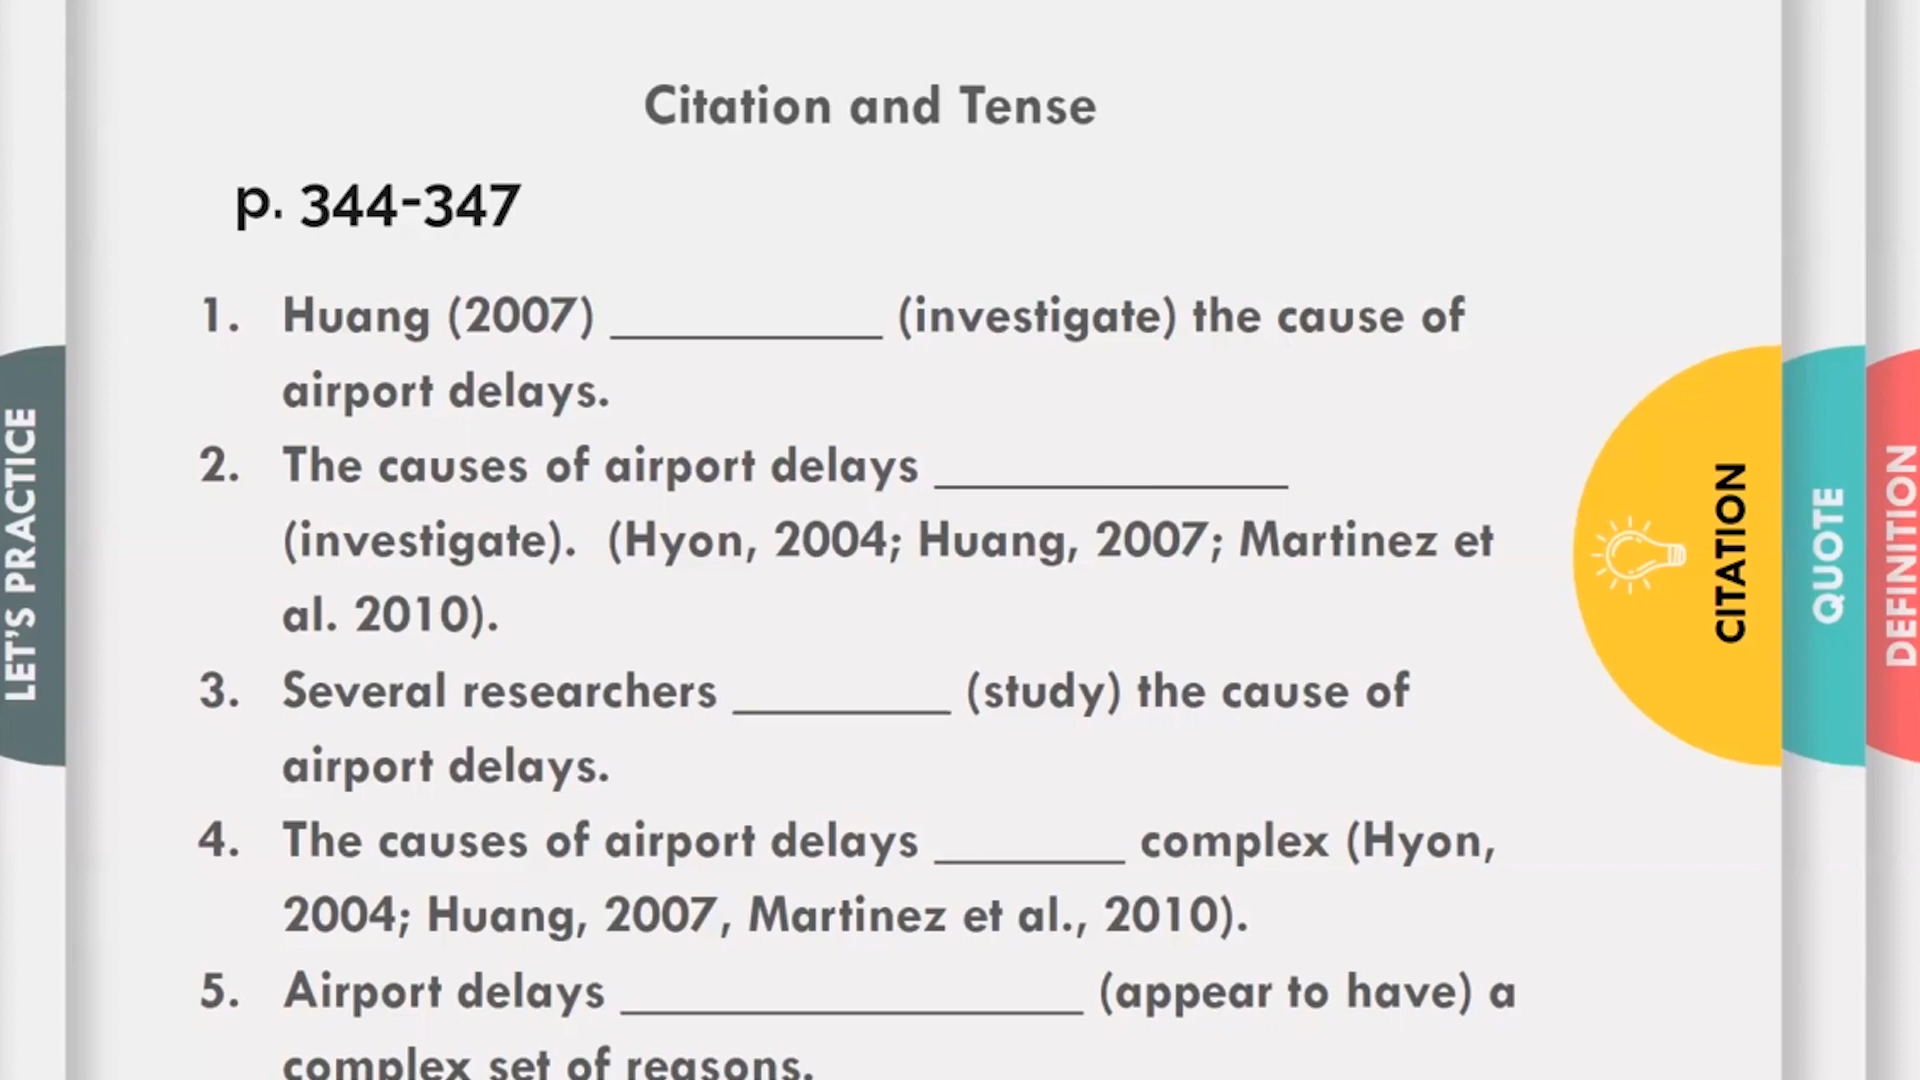 Citation and Tense
p. 344-347
1. Huang (2007) __________ (investigate) the cause of
airport delays.
2. The causes of airport delays _____________
(investigate).  (Hyon, 2004; Huang, 2007; Martinez et
al. 2010).
3. Several researchers ________ (study) the cause of
airport delays.
4. The causes of airport delays _______ complex (Hyon,
2004; Huang, 2007, Martinez et al., 2010).
5. Airport delays _________________ (appear to have) a
complex set of reasons.
LET'S PRACTICE
CITATION
QUOTE
DEFINITION